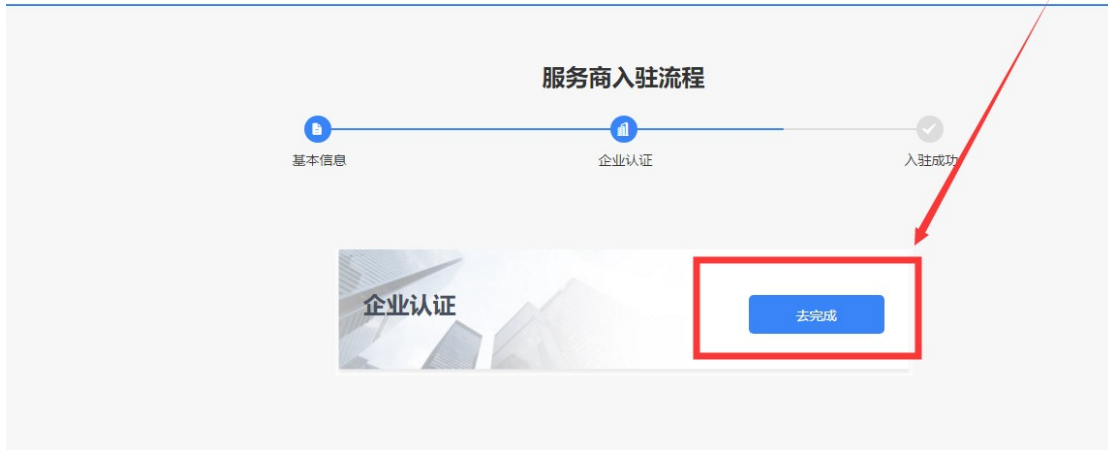 服务商入驻流程
基本信息
企业认证
入驻成功
企业认证
去完成